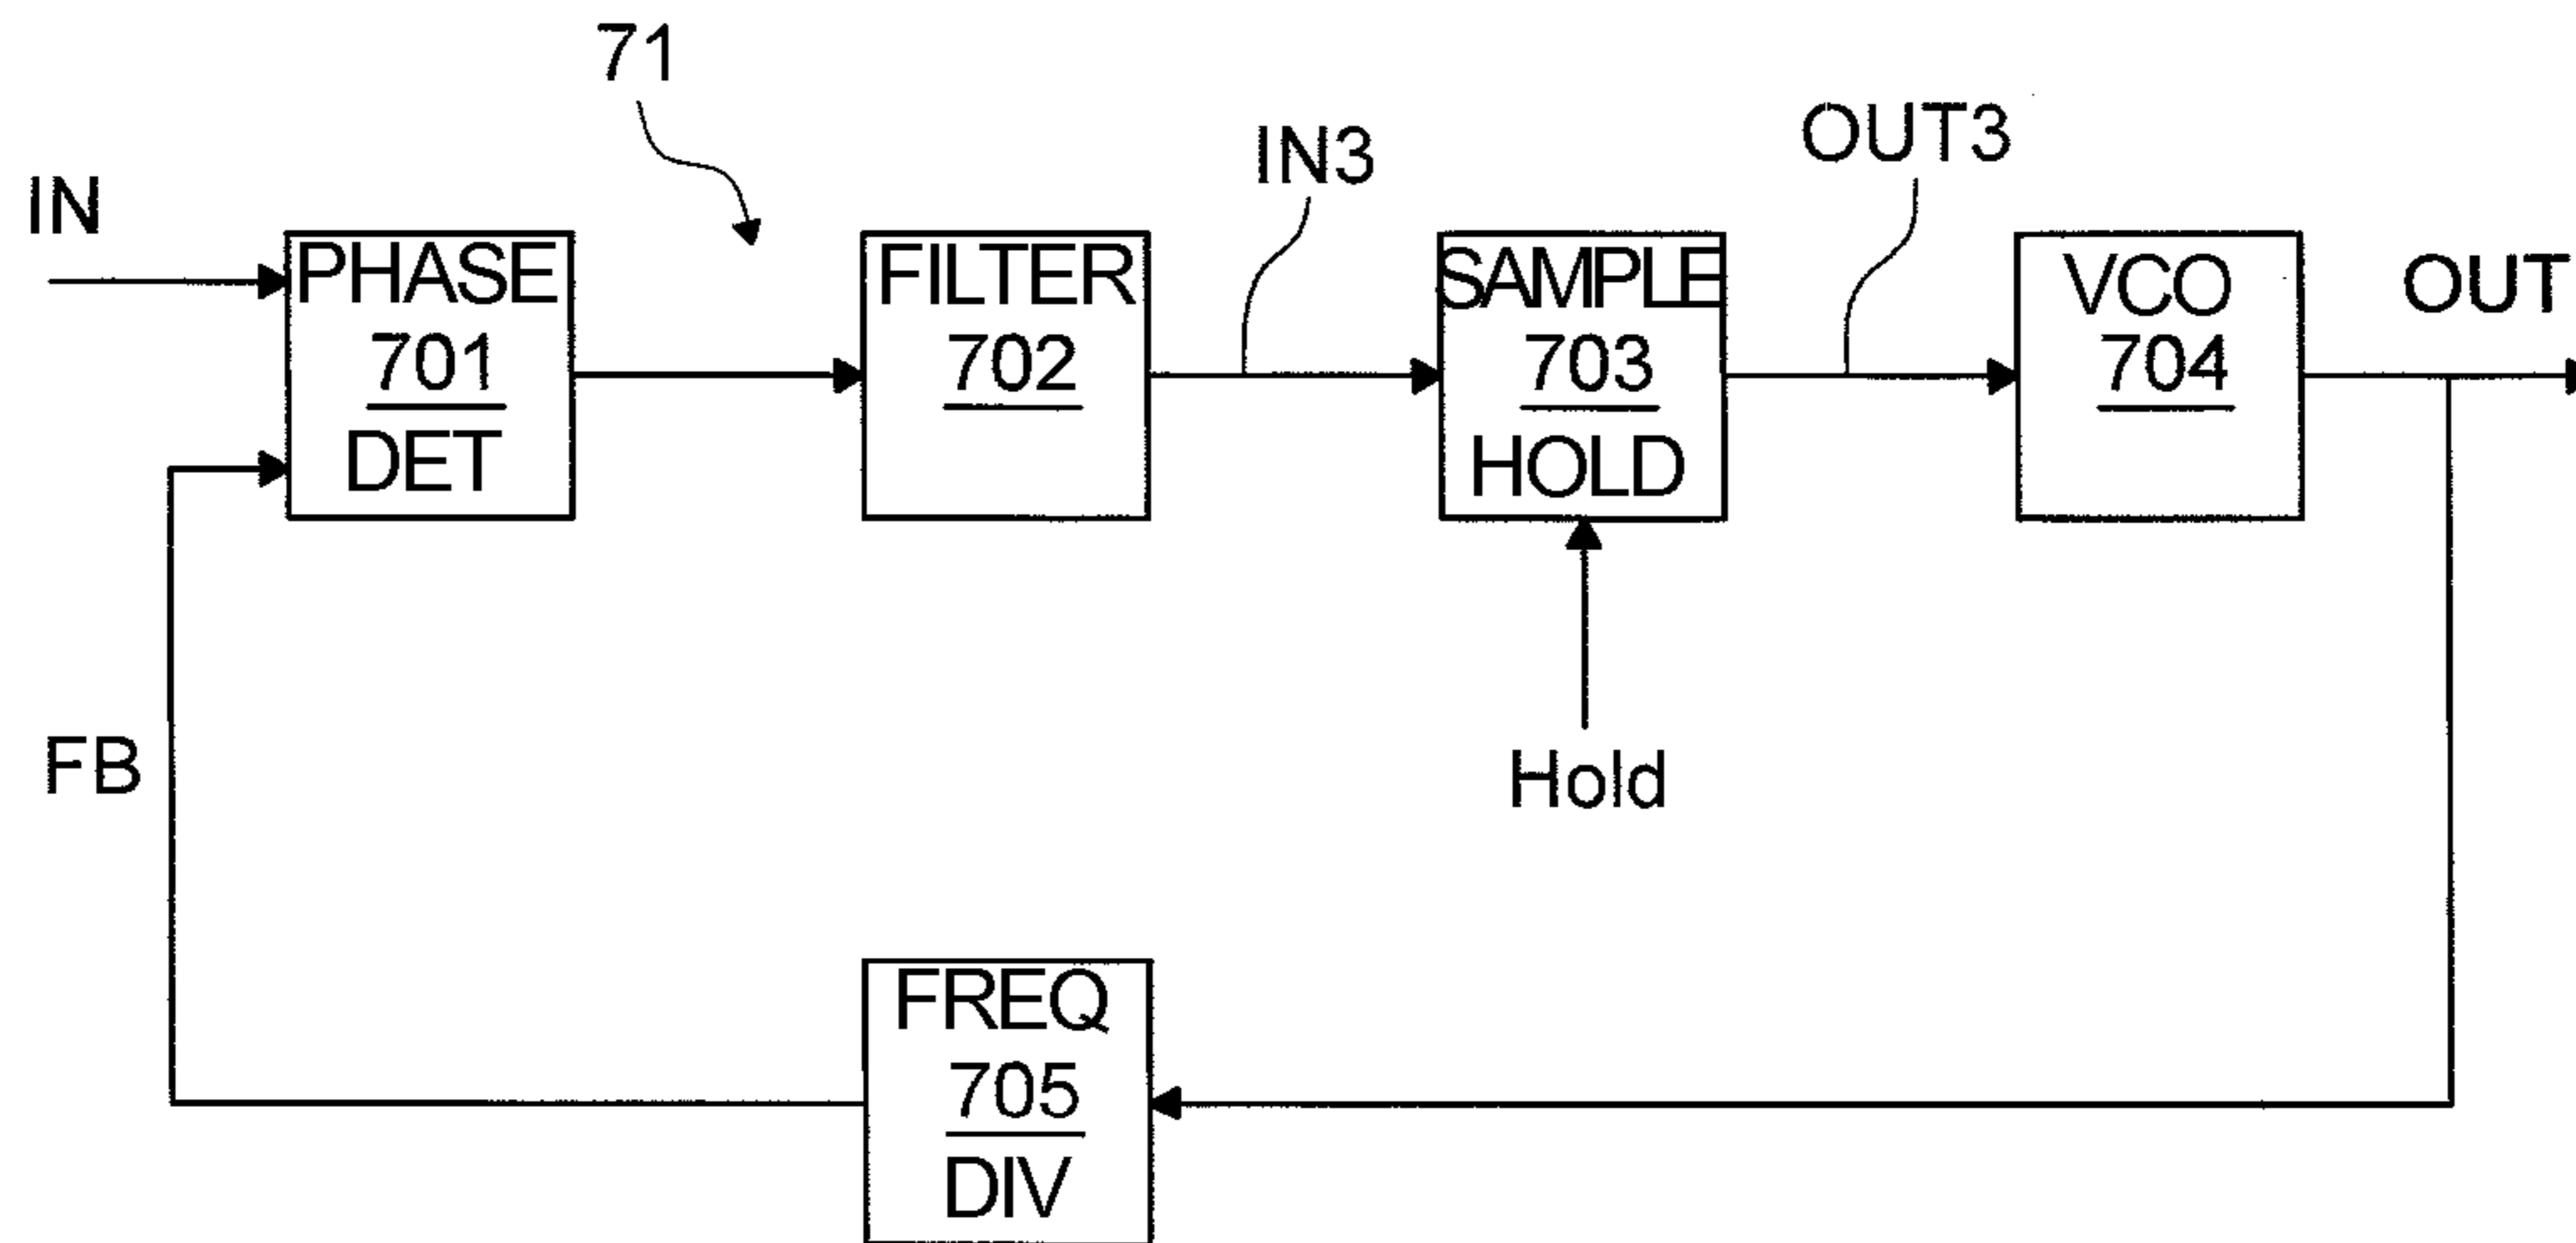 71
IN
IN3
OUT3
PHASE
701
DET
FILTER
702
SAMPLE
703
HOLD
VCO
704
OUT
FB
Hold
FREQ
705
DIV